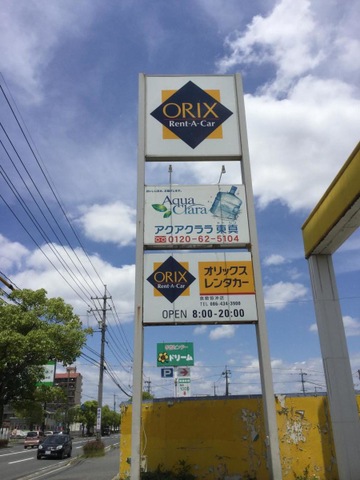 ORIX
Rent-A-Car
Aqua
Clara
アクアクララ東真
0120-62-5104
ORIX
Rent-A-Car
オリックス
レンタカー
OPEN 8:00-20:00
ドリーム
P